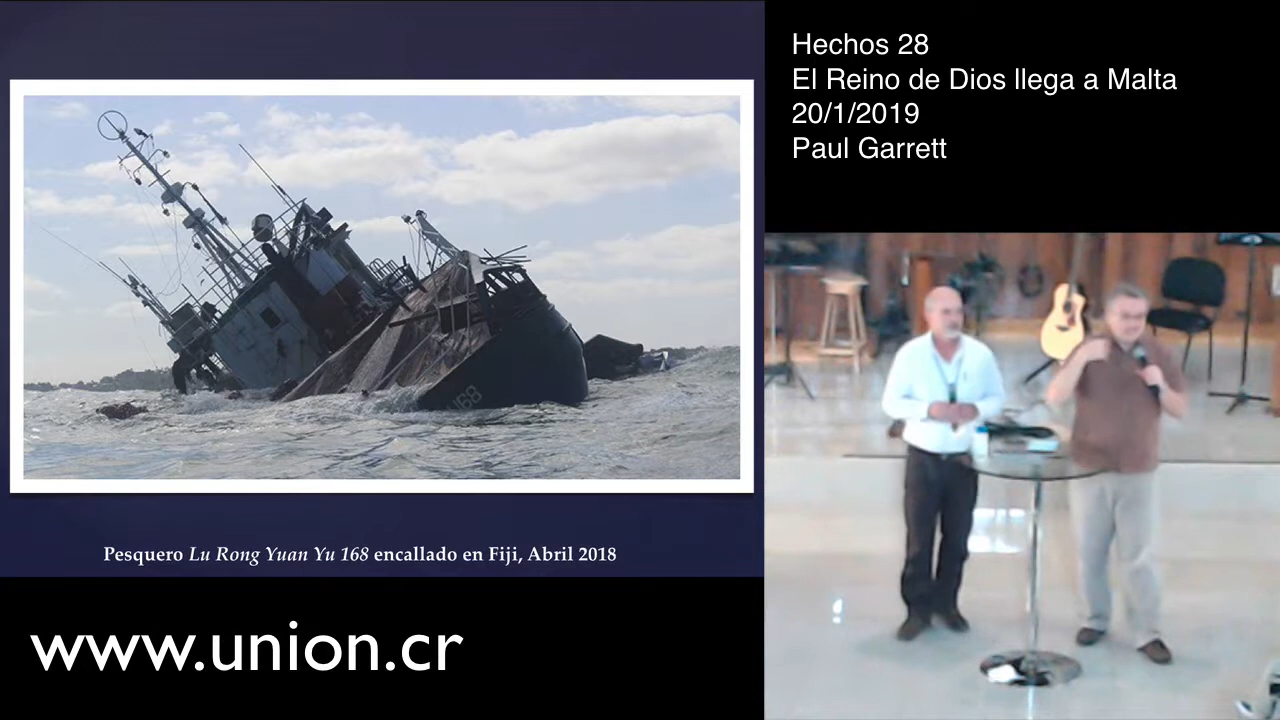 Hechos 28
El Reino de Dios llega a Malta
20/1/2019
Paul Garrett
168
Pesquero Lu Rong Yuan Yu 168 encallado en Fiji, Abril 2018
www.union.cr